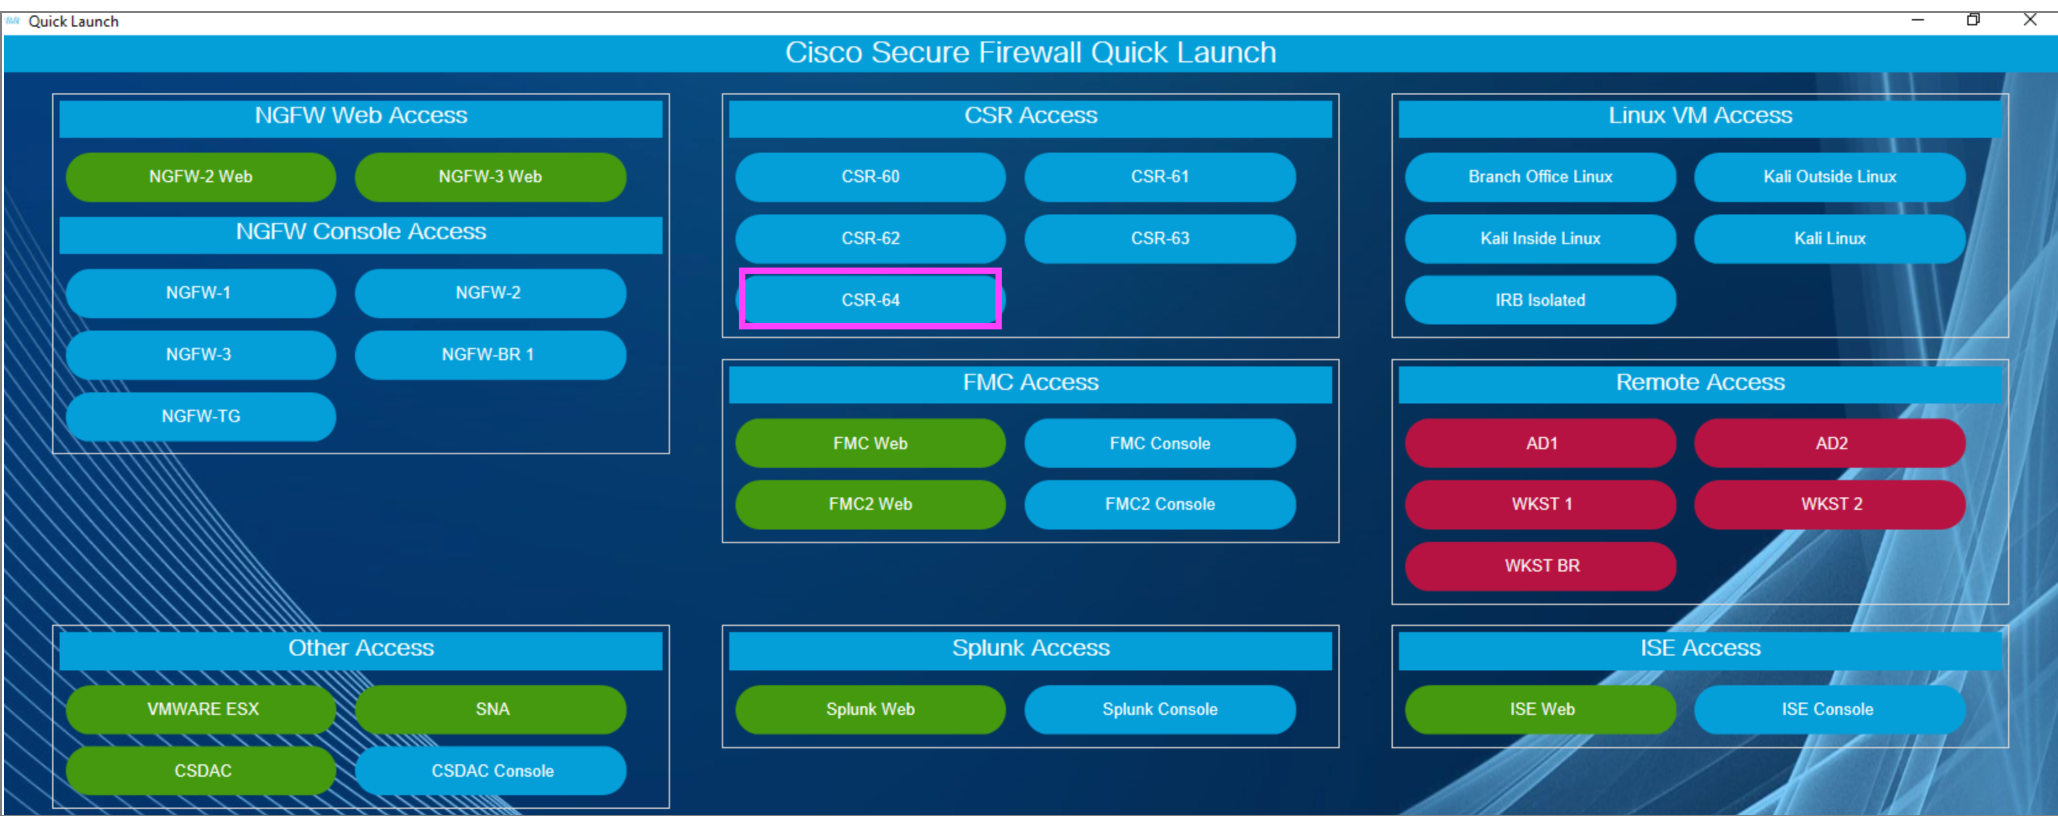 Quick Launch
Cisco Secure Firewall Quick Launch
NGFW Web Access
NGFW-2 Web
NGFW-3 Web
NGFW Console Access
NGFW-1
NGFW-2
NGFW-3
NGFW-BR 1
NGFW-TG
CSR Access
CSR-60
CSR-61
CSR-62
CSR-63
CSR-64
FMC Access
FMC Web
FMC Console
FMC2 Web
FMC2 Console
Linux VM Access
Branch Office Linux
Kali Outside Linux
Kali Inside Linux
Kali Linux
IRB Isolated
Remote Access
AD1
AD2
WKST 1
WKST 2
WKST BR
Other Access
VMWARE ESX
SNA
CSDAC
CSDAC Console
Splunk Access
Splunk Web
Splunk Console
ISE Access
ISE Web
ISE Console